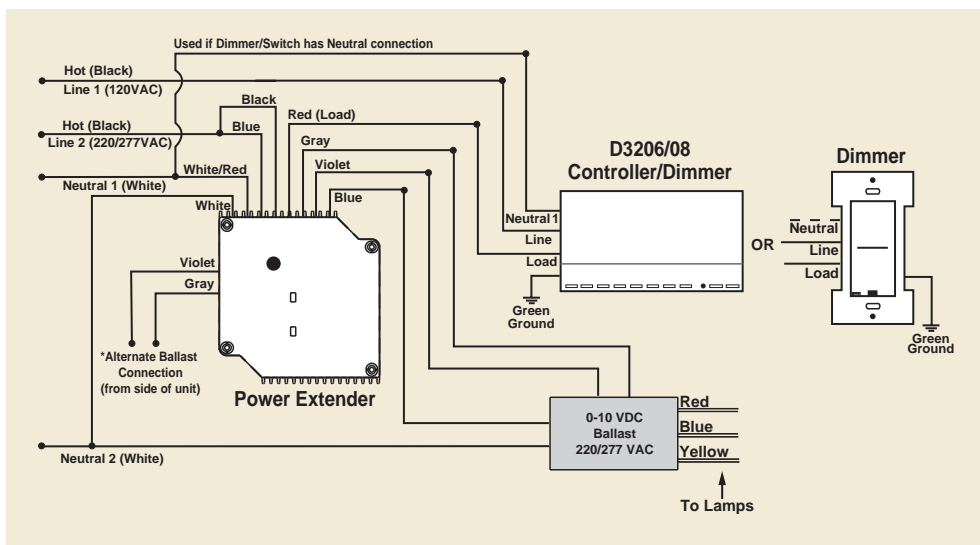 Used if Dimmer/Switch has Neutral connection
Hot (Black)
Line 1 (120VAC)
Black
Hot (Black)
Line 2 (220/277VAC)
Blue
Red (Load)
Gray
Violet
Blue
White/Red
Neutral 1 (White)
White
Violet
Gray
*Alternate Ballast
Connection
(from side of unit)
Power Extender
Neutral 2 (White)
D3206/08
Controller/Dimmer
Neutral 1
Line
Load
Green
Ground
OR
Dimmer
Neutral
Line
Load
Green
Ground
0-10 VDC
Ballast
220/277 VAC
Red
Blue
Yellow
To Lamps